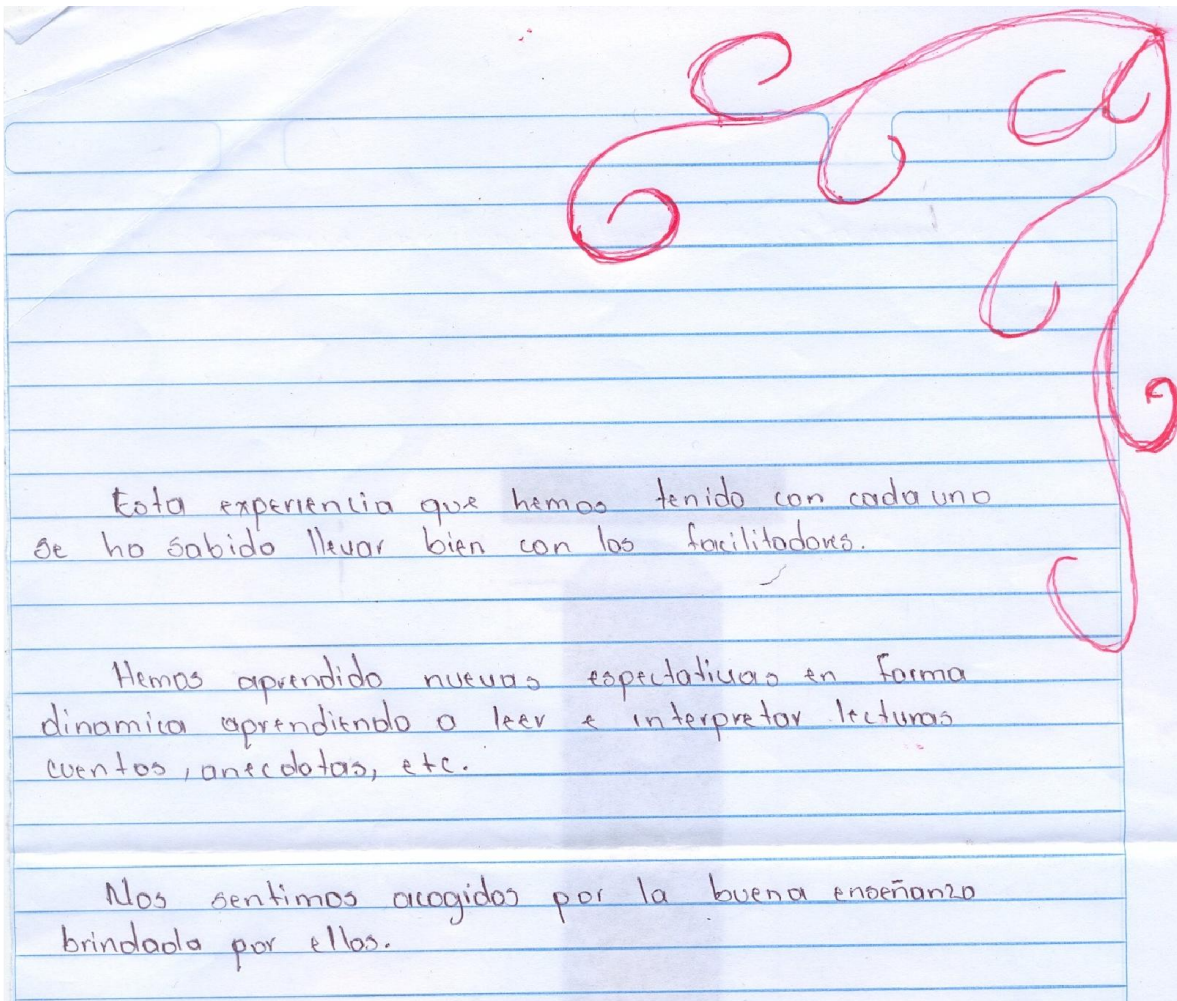 Esta experiencia que hemos tenido con cada uno
se ha sabido llevar bien con los facilitadores.
Hemos aprendido nuevas espectativas en forma
dinamica aprendiendo a leer e interpretar lecturas
cuentos, anecdotas, etc.
Nos sentimos acogidos por la buena enseñanza
brindada por ellos.